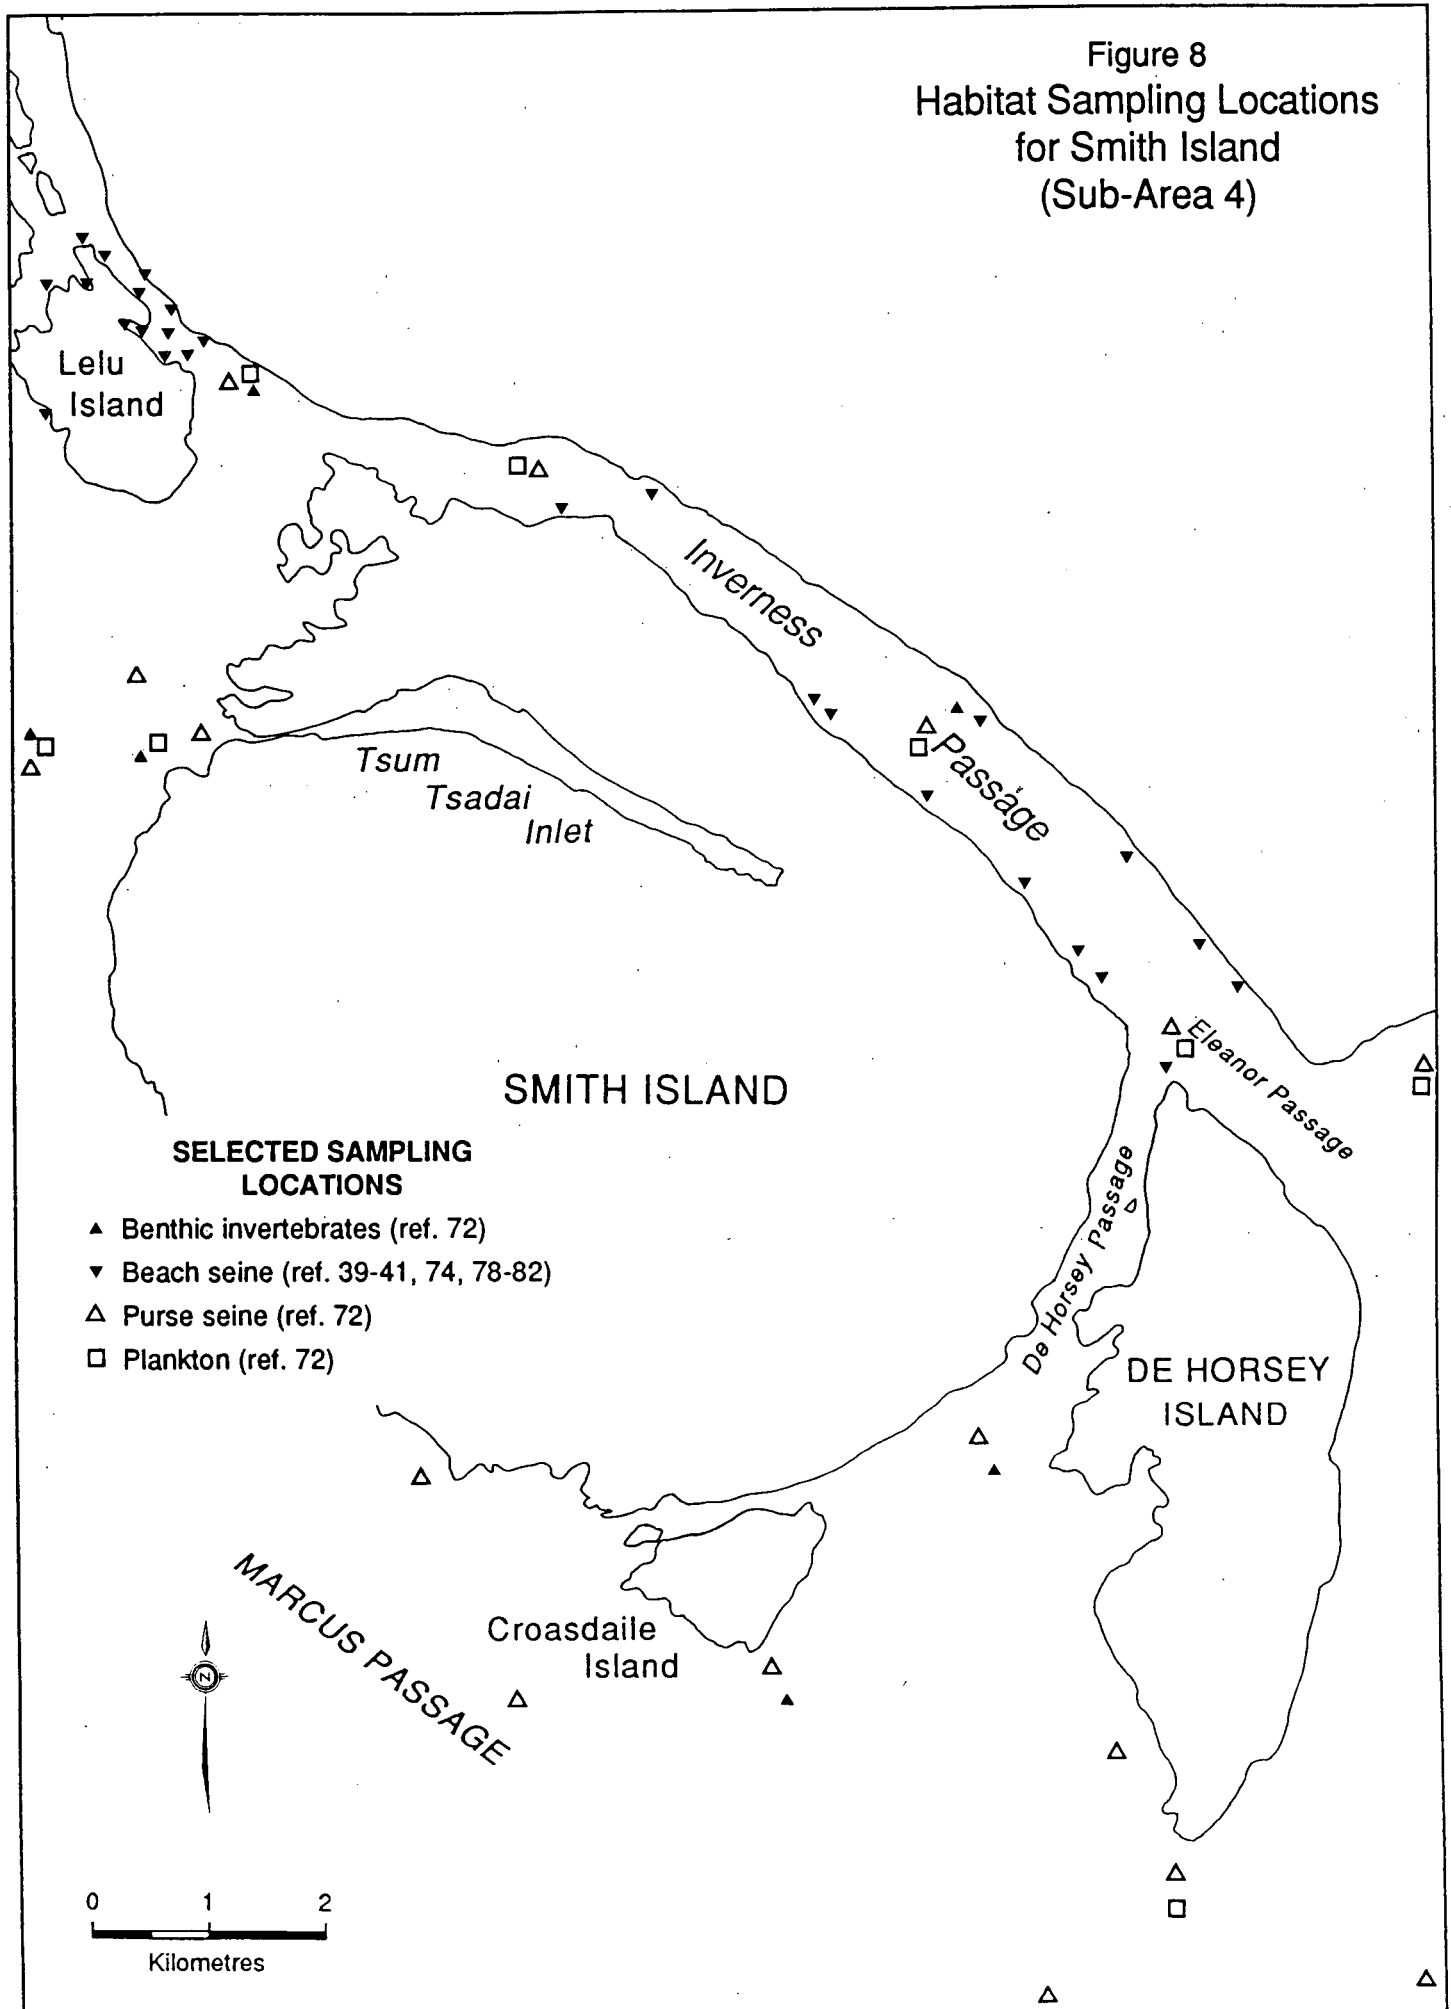 Figure 8
Habitat Sampling Locations
for Smith Island
(Sub-Area 4)
Lelu
Island
Inverness
Passage
Tsum
Tsadai
Inlet
Eleanor Passage
SMITH ISLAND
SELECTED SAMPLING
LOCATIONS
Benthic invertebrates (ref. 72)
Beach seine (ref. 39-41, 74, 78-82)
Purse seine (ref. 72)
Plankton (ref. 72)
De Horsey Passage
DE HORSEY
ISLAND
MARCUS PASSAGE
Croasdaile
Island
N
0 1 2
Kilometres